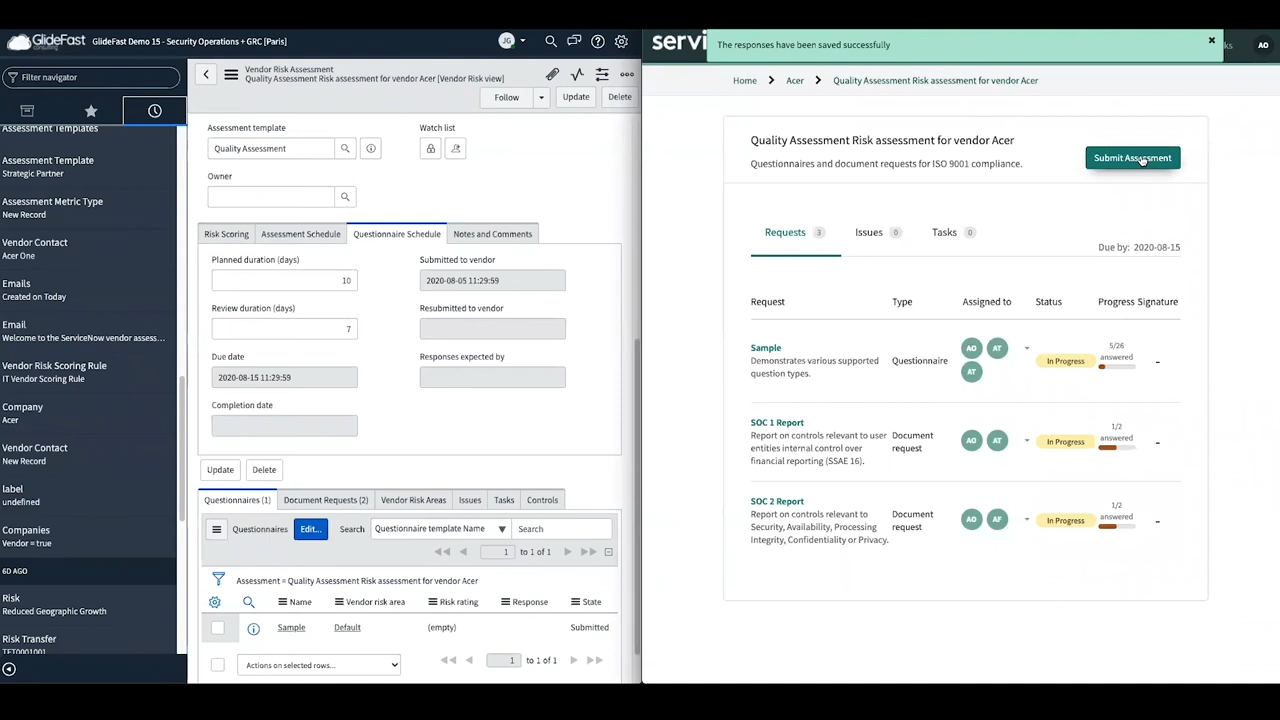 GlideFast
consulting
GlideFast Demo 15 - Security Operations + GRC [Paris]
JG
Filter navigator
Assessment Templates
Assessment Template
Strategic Partner
Assessment Metric Type
New Record
Vendor Contact
Acer One
Emails
Created on Today
Email
Welcome to the ServiceNow vendor assess...
Vendor Risk Scoring Rule
IT Vendor Scoring Rule
Company
Acer
Vendor Contact
New Record
label
undefined
Companies
Vendor = true
6D AGO
Risk
Reduced Geographic Growth
Risk Transfer
TFT0001001
Vendor Risk Assessment
Quality Assessment Risk assessment for vendor Acer [Vendor Risk view]
Follow
Update
Delete
Assessment template
Quality Assessment
Watch list
Owner
Risk Scoring
Assessment Schedule
Questionnaire Schedule
Notes and Comments
Planned duration (days)
10
Submitted to vendor
2020-08-05 11:29:59
Review duration (days)
7
Resubmitted to vendor
Due date
2020-08-15 11:29:59
Responses expected by
Completion date
Update
Delete
Questionnaires (1)
Document Requests (2)
Vendor Risk Areas
Issues
Tasks
Controls
Questionnaires
Edit...
Search
Questionnaire template Name
Search
1 to 1 of 1
Assessment = Quality Assessment Risk assessment for vendor Acer
Name
Vendor risk area
Risk rating
Response
State
Sample
Default
(empty)
Submitted
Actions on selected rows...
1 to 1 of 1
servi
The responses have been saved successfully
ks
AO
Home
Acer
Quality Assessment Risk assessment for vendor Acer
Quality Assessment Risk assessment for vendor Acer
Questionnaires and document requests for ISO 9001 compliance.
Submit Assessment
Requests 3
Issues 0
Tasks 0
Due by: 2020-08-15
Request
Type
Assigned to
Status
Progress
Signature
Sample
Demonstrates various supported
question types.
Questionnaire
AO AT
AT
In Progress
5/26
answered
-
SOC 1 Report
Report on controls relevant to user
entities internal control over
financial reporting (SSAE 16).
Document
request
AO AT
In Progress
1/2
answered
-
SOC 2 Report
Report on controls relevant to
Security, Availability, Processing
Integrity, Confidentiality or Privacy.
Document
request
AO AF
In Progress
1/2
answered
-